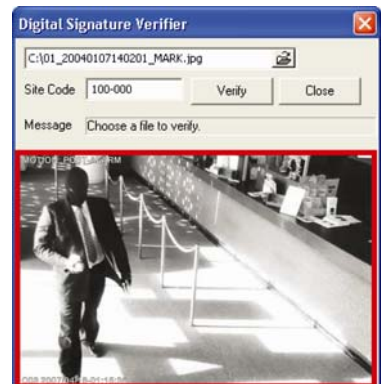 Digital Signature Verifier
C:\01_20040107140201_MARK.jpg
Site Code 100-000 Verify Close
Message Choose a file to verify.